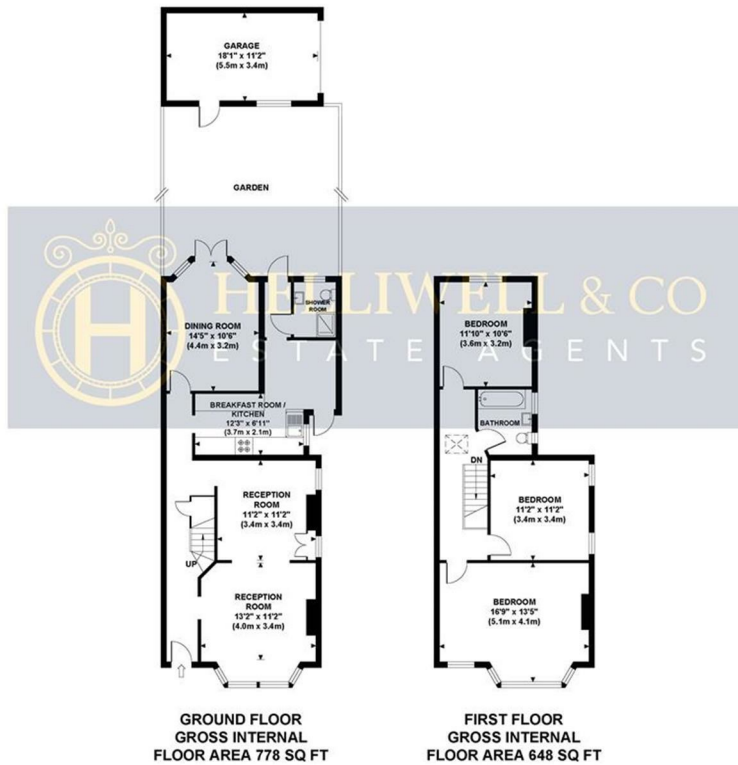 GARAGE
18'1" x 11'2"
(5.5m x 3.4m)
GARDEN
H
HELLIWELL & CO
ESTATE AGENTS
SHOWER
ROOM
DINING ROOM
14'5" x 10'6"
(4.4m x 3.2m)
BREAKFAST ROOM /
KITCHEN
12'3" x 6'11"
(3.7m x 2.1m)
RECEPTION
ROOM
11'2" x 11'2"
(3.4m x 3.4m)
UP
RECEPTION
ROOM
13'2" x 11'2"
(4.0m x 3.4m)
GROUND FLOOR
GROSS INTERNAL
FLOOR AREA 778 SQ FT
BEDROOM
11'10" x 10'6"
(3.6m x 3.2m)
BATHROOM
DN
BEDROOM
11'2" x 11'2"
(3.4m x 3.4m)
BEDROOM
16'9" x 13'5"
(5.1m x 4.1m)
FIRST FLOOR
GROSS INTERNAL
FLOOR AREA 648 SQ FT